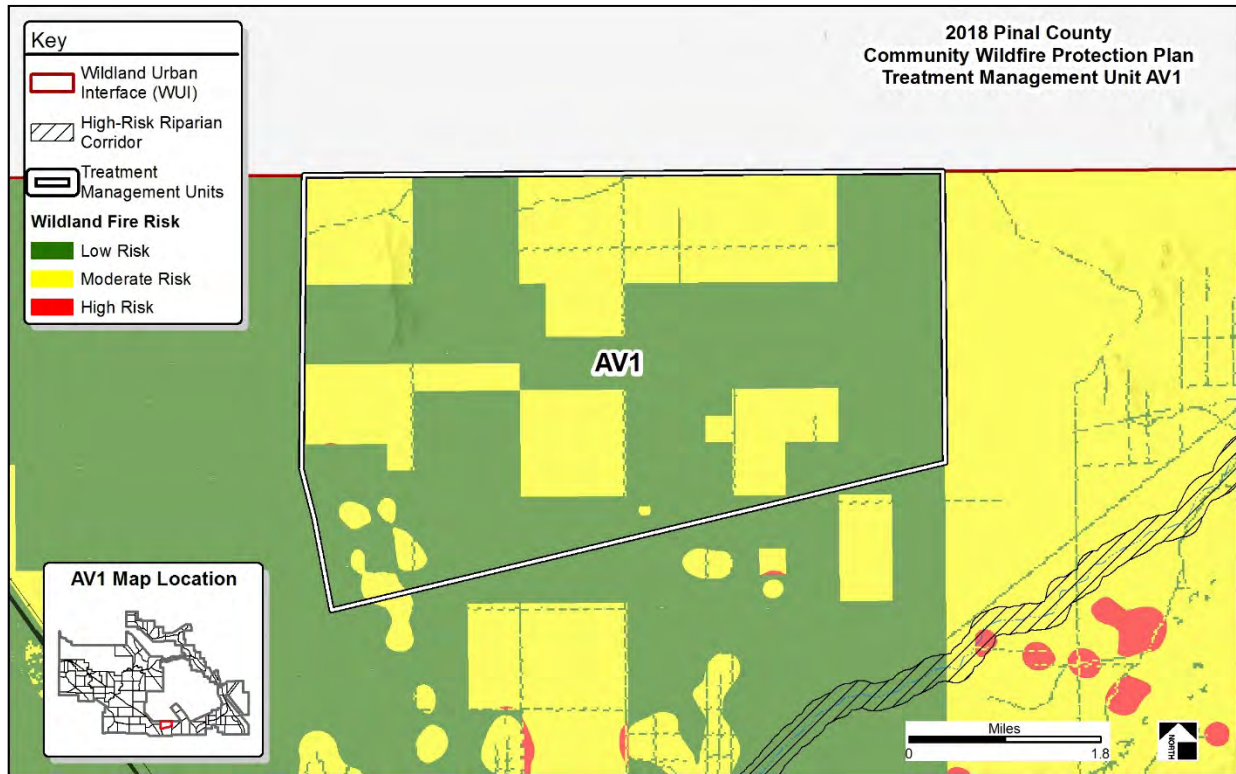 Key
Wildland Urban
Interface (WUI)
High-Risk Riparian
Corridor
Treatment
Management Units
Wildland Fire Risk
Low Risk
Moderate Risk
High Risk
2018 Pinal County
Community Wildfire Protection Plan
Treatment Management Unit AV1
AV1
AV1 Map Location
Miles
0 1.8
NORTH